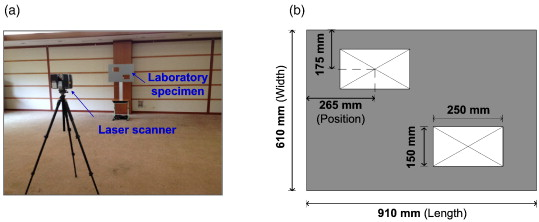 (a)
Laboratory
specimen
Laser scanner
(b)
175 mm
265 mm
(Position)
610 mm (Width)
250 mm
150 mm
910 mm (Length)